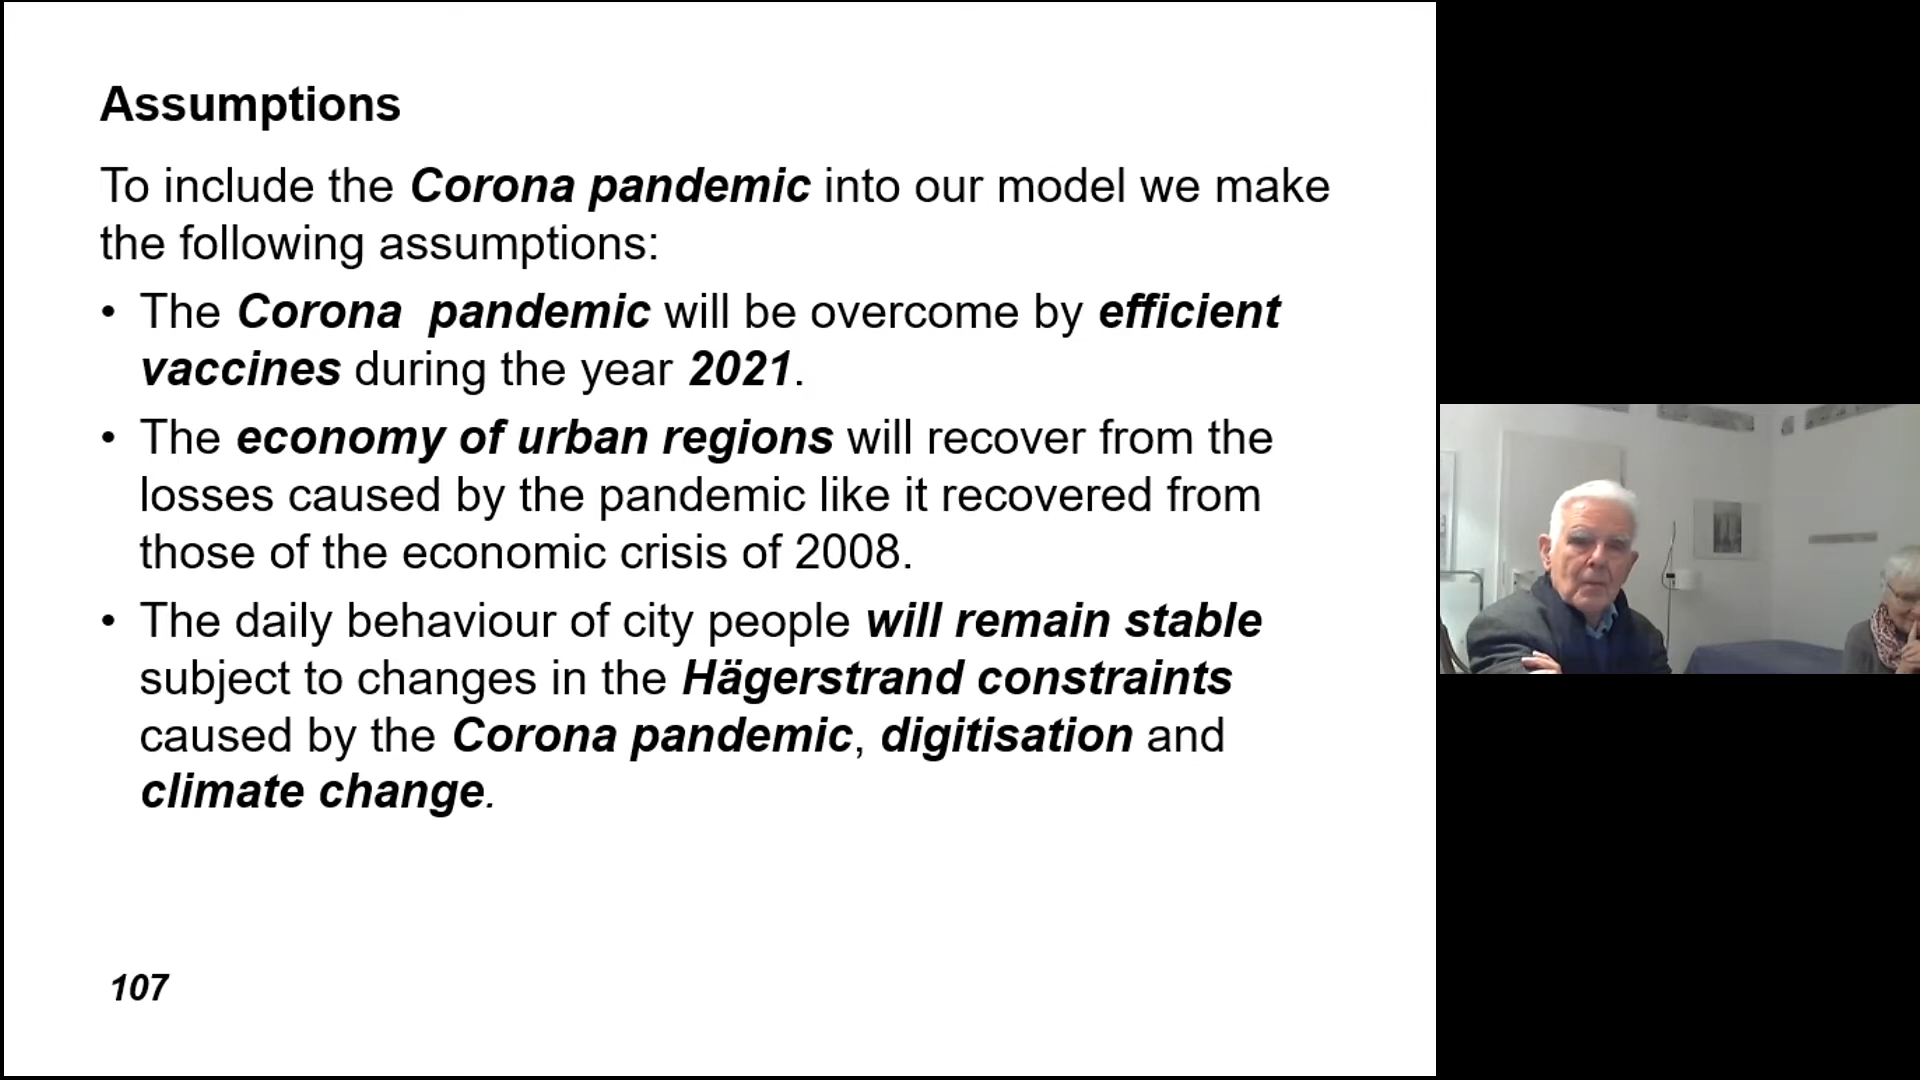 Assumptions
To include the Corona pandemic into our model we make
the following assumptions:
• The Corona  pandemic will be overcome by efficient
vaccines during the year 2021.
• The economy of urban regions will recover from the
losses caused by the pandemic like it recovered from
those of the economic crisis of 2008.
• The daily behaviour of city people will remain stable
subject to changes in the Hägerstrand constraints
caused by the Corona pandemic, digitisation and
climate change.
107